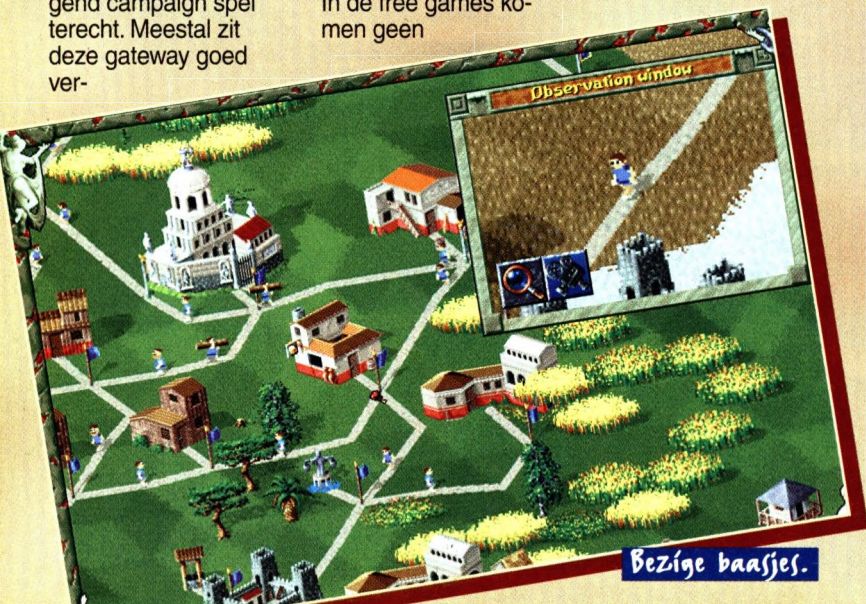 gend campaign spel
terecht. Meestal zit
deze gateway goed
ver-
In de free games ko-
men geen
Observation window
Bezige baasjes.